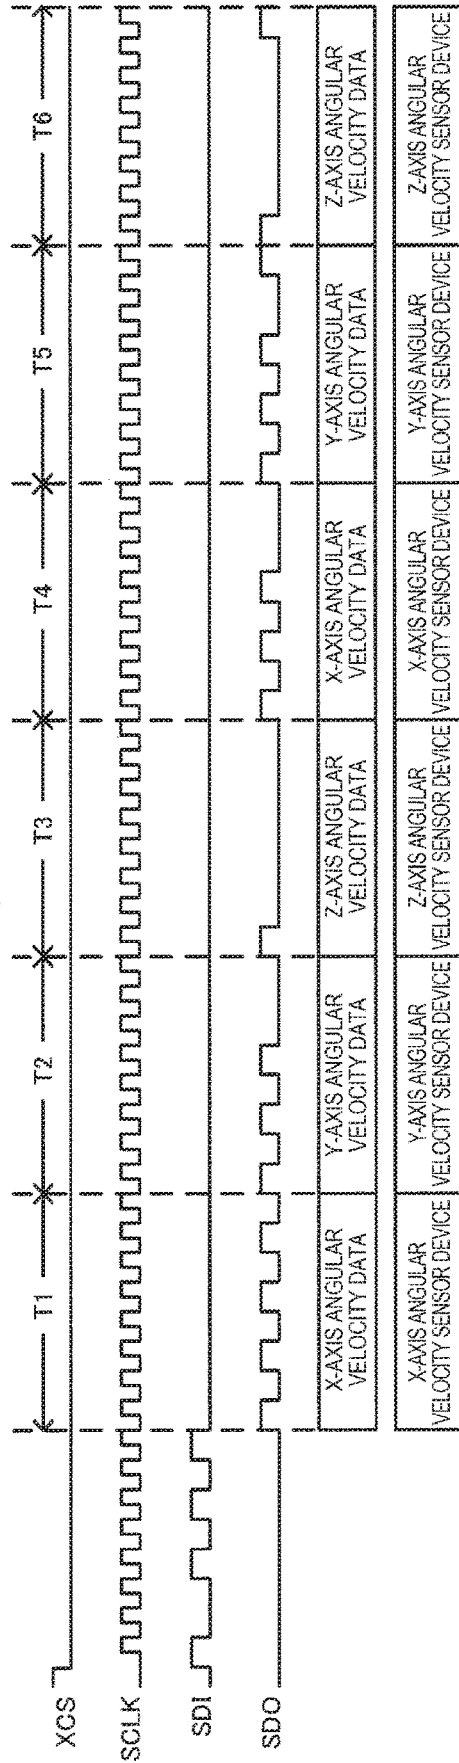 T1
T2
T3
T4
T5
T6
XCS
SCLK
SDI
SDO
X-AXIS ANGULAR
VELOCITY DATA
Y-AXIS ANGULAR
VELOCITY DATA
Z-AXIS ANGULAR
VELOCITY DATA
X-AXIS ANGULAR
VELOCITY DATA
Y-AXIS ANGULAR
VELOCITY DATA
Z-AXIS ANGULAR
VELOCITY DATA
X-AXIS ANGULAR
VELOCITY SENSOR DEVICE
Y-AXIS ANGULAR
VELOCITY SENSOR DEVICE
Z-AXIS ANGULAR
VELOCITY SENSOR DEVICE
X-AXIS ANGULAR
VELOCITY SENSOR DEVICE
Y-AXIS ANGULAR
VELOCITY SENSOR DEVICE
Z-AXIS ANGULAR
VELOCITY SENSOR DEVICE